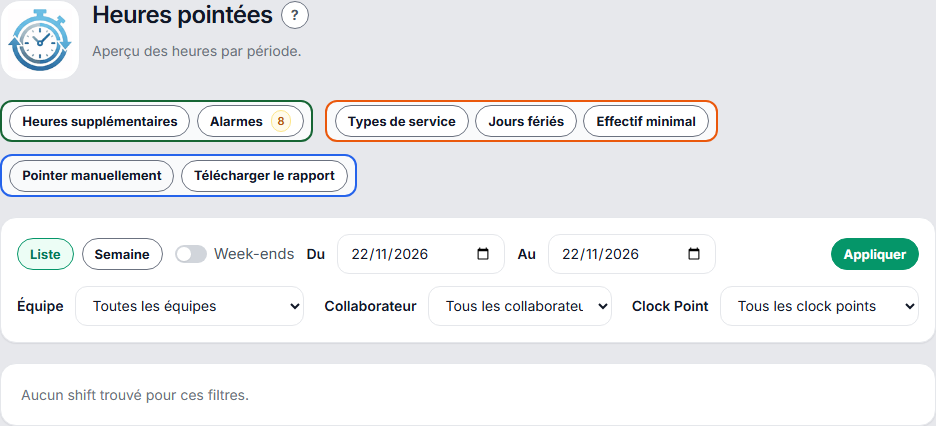 Heures pointées ?
Aperçu des heures par période.
Heures supplémentaires Alarmes 8 Types de service Jours fériés Effectif minimal
Pointer manuellement Télécharger le rapport
Liste Semaine Week-ends Du 22/11/2026 Au 22/11/2026 Appliquer
Équipe Toutes les équipes Collaborateur Tous les collaborateu Clock Point Tous les clock points
Aucun shift trouvé pour ces filtres.